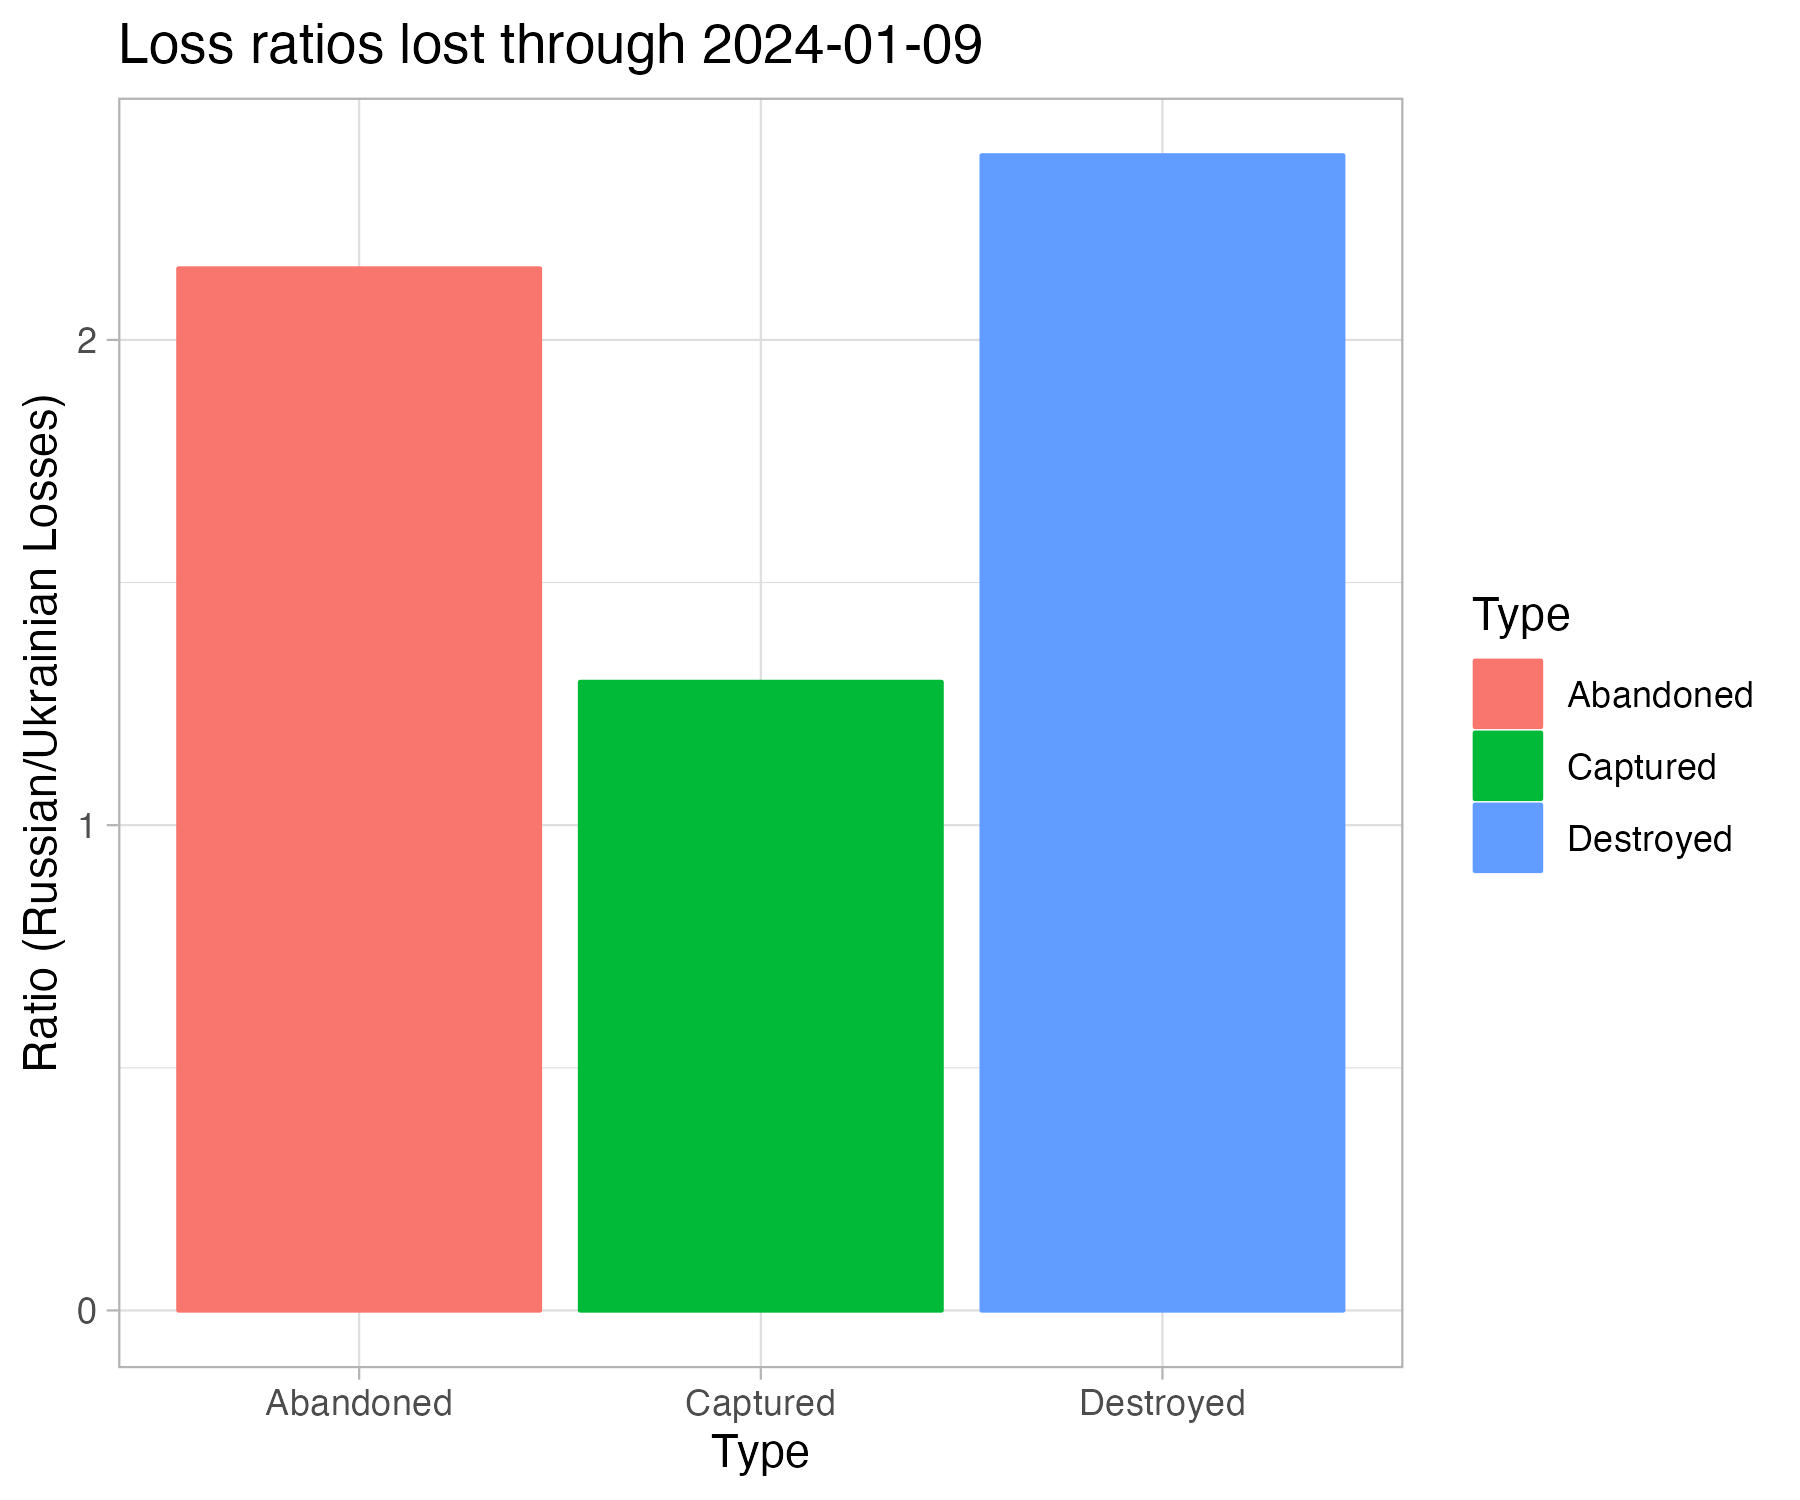 Loss ratios lost through 2024-01-09
Ratio (Russian/Ukrainian Losses)
2
1
0
Abandoned
Captured
Destroyed
Type
Type
Abandoned
Captured
Destroyed